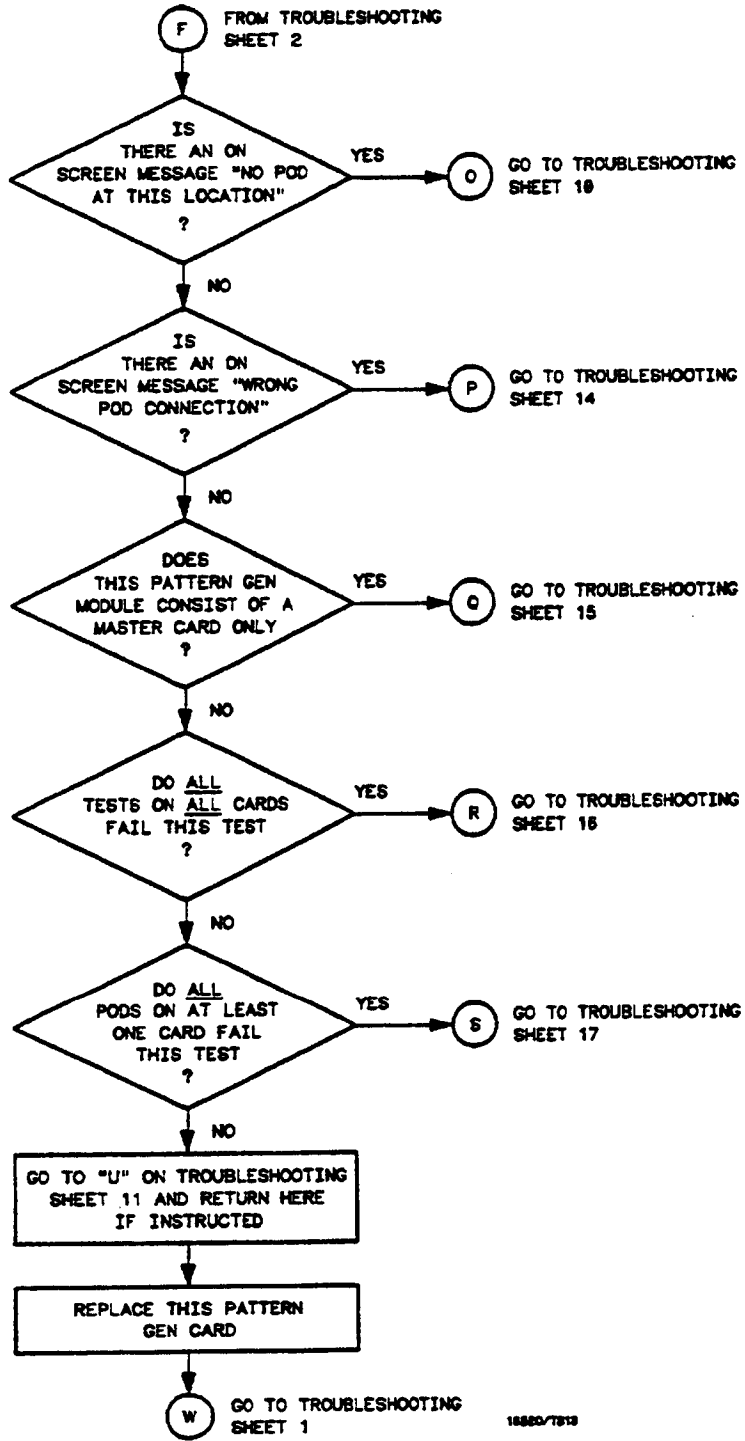 F
FROM TROUBLESHOOTING
SHEET 2
IS
THERE AN ON
SCREEN MESSAGE "NO POD
AT THIS LOCATION"
?
YES
O
GO TO TROUBLESHOOTING
SHEET 10
NO
IS
THERE AN ON
SCREEN MESSAGE "WRONG
POD CONNECTION"
?
YES
P
GO TO TROUBLESHOOTING
SHEET 14
NO
DOES
THIS PATTERN GEN
MODULE CONSIST OF A
MASTER CARD ONLY
?
YES
Q
GO TO TROUBLESHOOTING
SHEET 15
NO
DO ALL
TESTS ON ALL CARDS
FAIL THIS TEST
?
YES
R
GO TO TROUBLESHOOTING
SHEET 16
NO
DO ALL
PODS ON AT LEAST
ONE CARD FAIL
THIS TEST
?
YES
S
GO TO TROUBLESHOOTING
SHEET 17
NO
GO TO "U" ON TROUBLESHOOTING
SHEET 11 AND RETURN HERE
IF INSTRUCTED
REPLACE THIS PATTERN
GEN CARD
W
GO TO TROUBLESHOOTING
SHEET 1